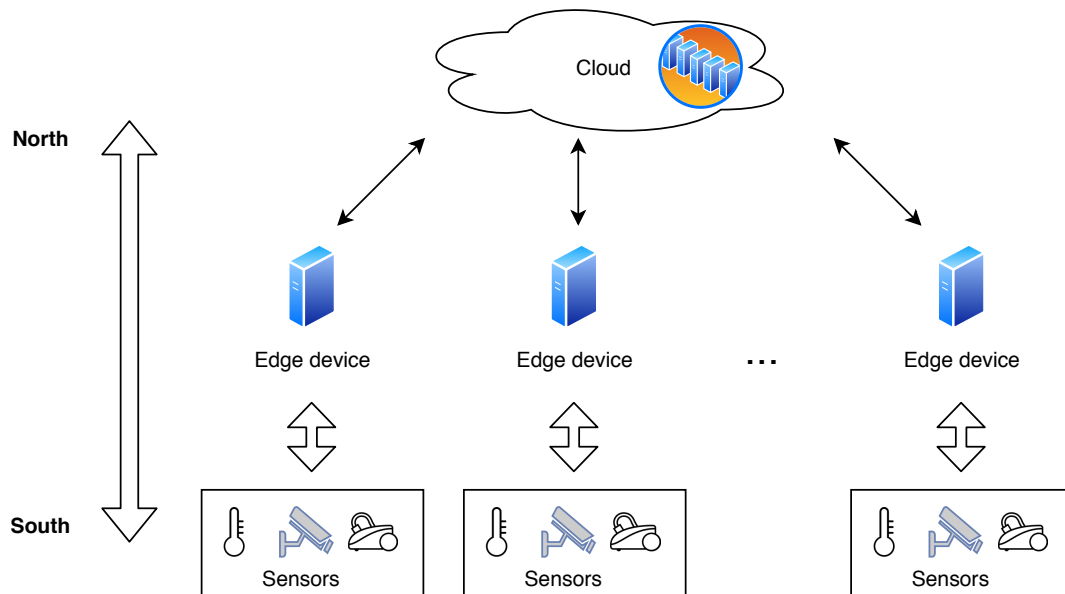 Cloud
North
Edge device
Edge device
...
Edge device
South
Sensors
Sensors
Sensors